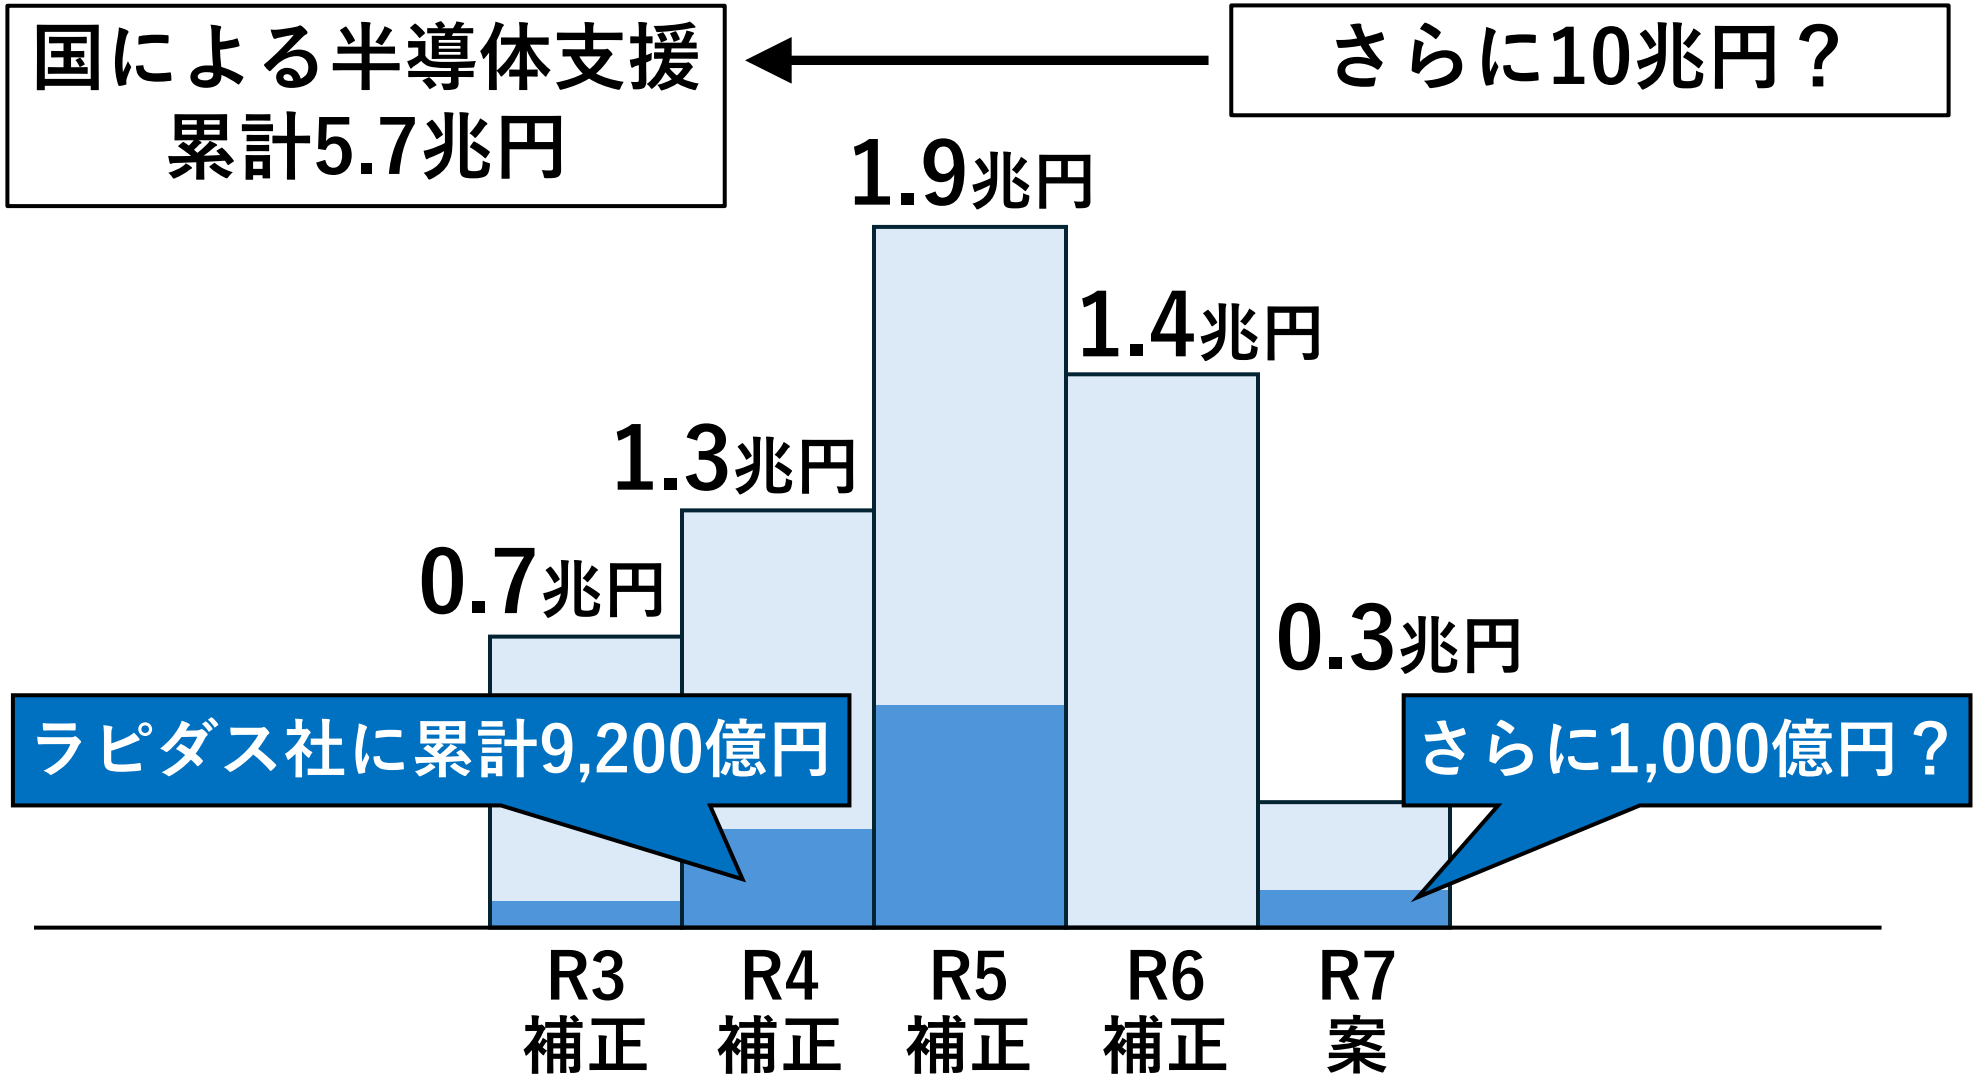 国による半導体支援
累計5.7兆円
さらに10兆円？
1.9兆円
1.4兆円
1.3兆円
0.7兆円
0.3兆円
ラピダス社に累計9,200億円
さらに1,000億円？
R3
補正
R4
補正
R5
補正
R6
補正
R7
案